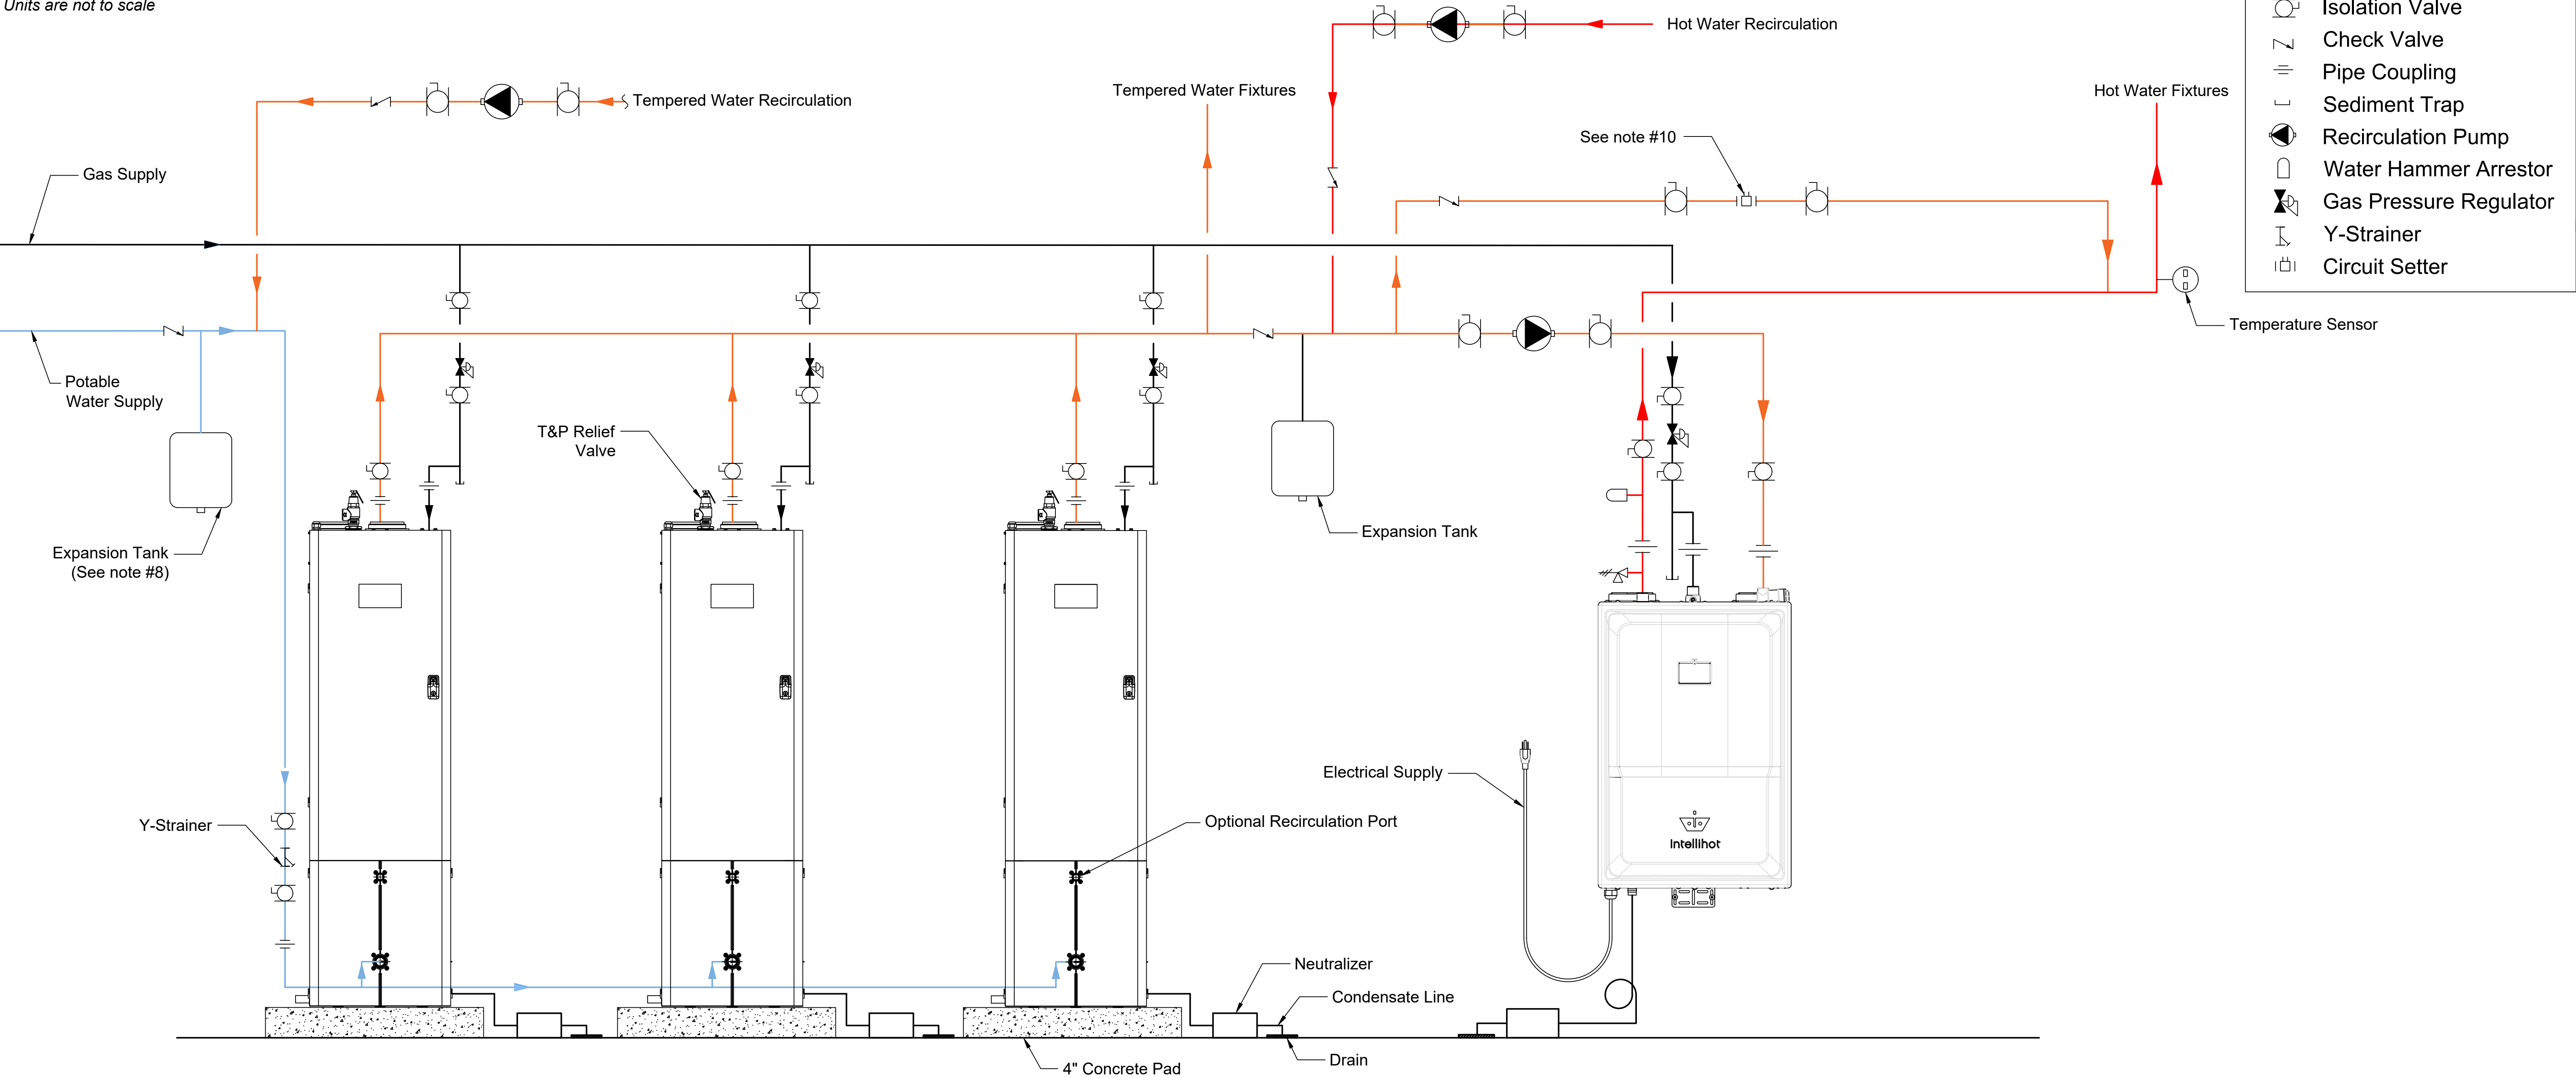 Units are not to scale
Hot Water Recirculation
Tempered Water Recirculation
Tempered Water Fixtures
Hot Water Fixtures
See note #10
Isolation Valve
Check Valve
Pipe Coupling
Sediment Trap
Recirculation Pump
Water Hammer Arrestor
Gas Pressure Regulator
Y-Strainer
Circuit Setter
Gas Supply
Temperature Sensor
Potable
Water Supply
T&P Relief
Valve
Expansion Tank
(See note #8)
Expansion Tank
Electrical Supply
Y-Strainer
Optional Recirculation Port
intellihot
Neutralizer
Condensate Line
Drain
4" Concrete Pad